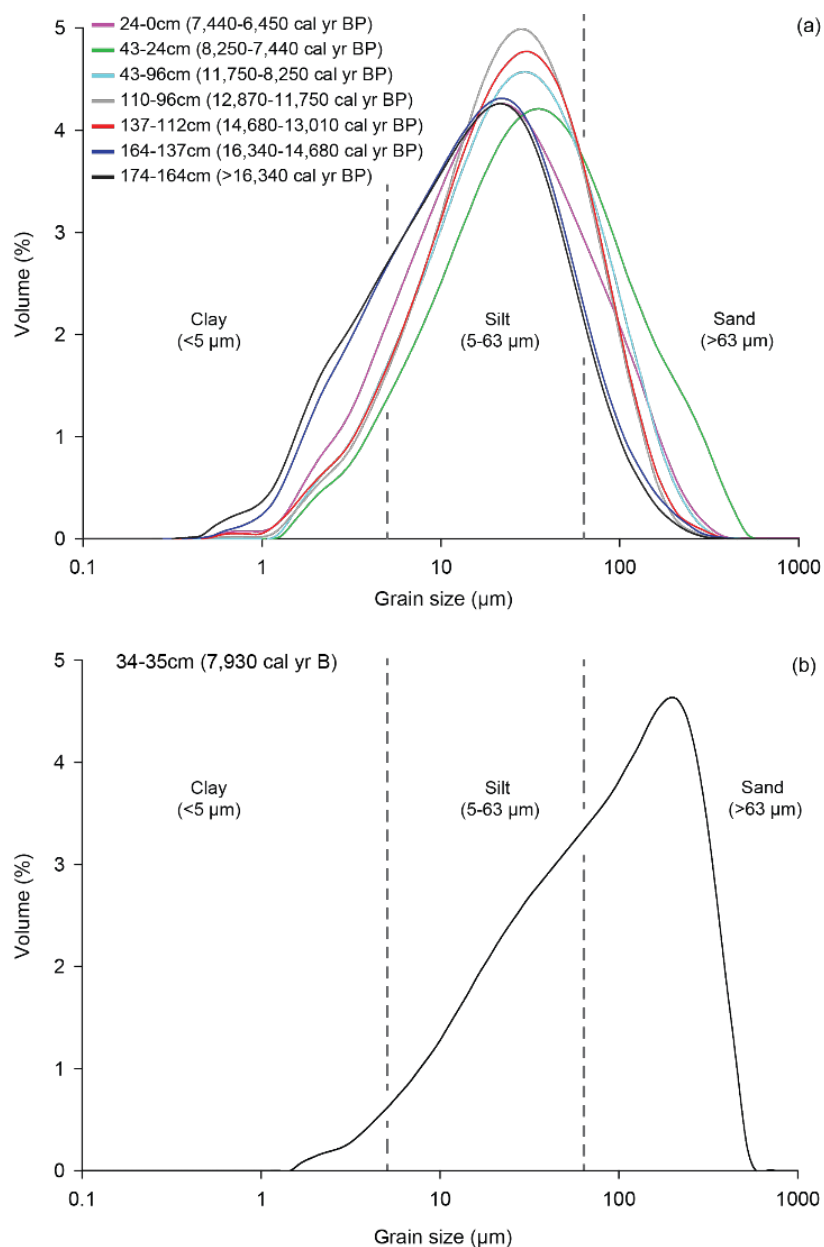 (a)
5
24-0cm (7,440-6,450 cal yr BP)
43-24cm (8,250-7,440 cal yr BP)
43-96cm (11,750-8,250 cal yr BP)
110-96cm (12,870-11,750 cal yr BP)
137-112cm (14,680-13,010 cal yr BP)
164-137cm (16,340-14,680 cal yr BP)
174-164cm (>16,340 cal yr BP)
4
3
2
1
0
Volume (%)
Clay
(<5 µm)
Silt
(5-63 µm)
Sand
(>63 µm)
0.1 1 10 100 1000
Grain size (µm)
34-35cm (7,930 cal yr B)
(b)
5
4
3
2
1
0
Volume (%)
Clay
(<5 µm)
Silt
(5-63 µm)
Sand
(>63 µm)
0.1 1 10 100 1000
Grain size (µm)